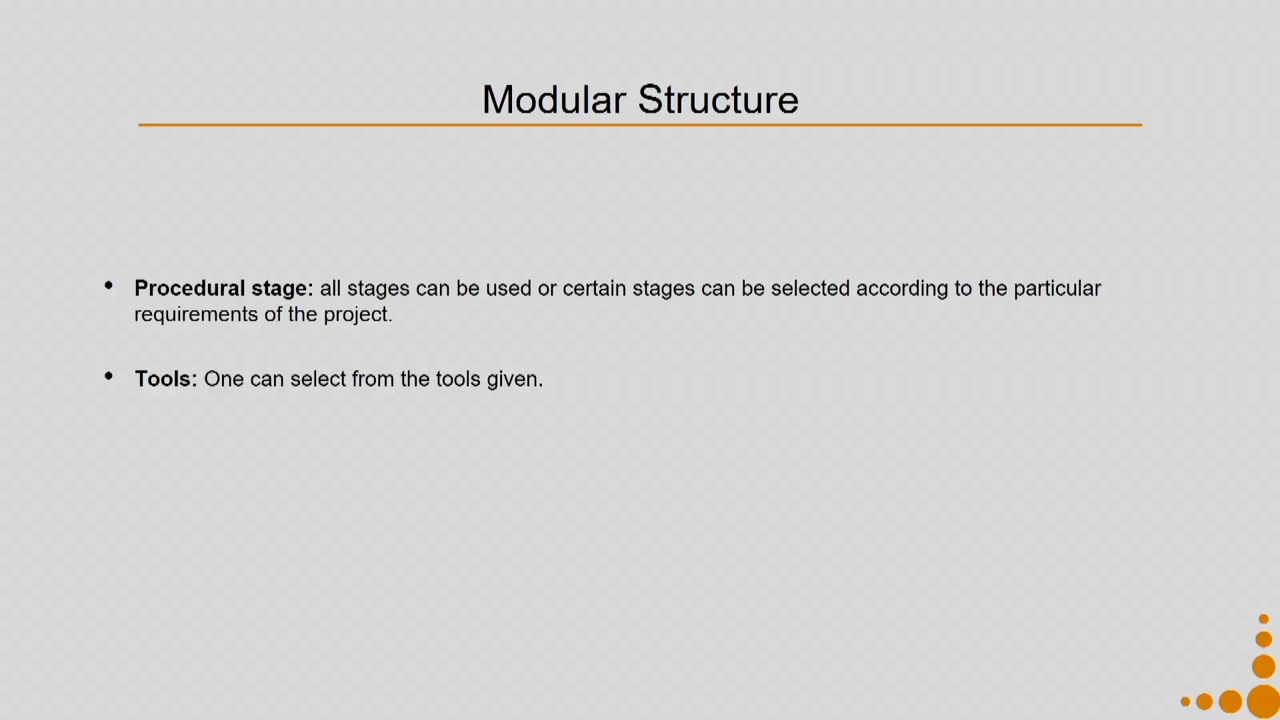 Modular Structure
• Procedural stage: all stages can be used or certain stages can be selected according to the particular
requirements of the project.
• Tools: One can select from the tools given.